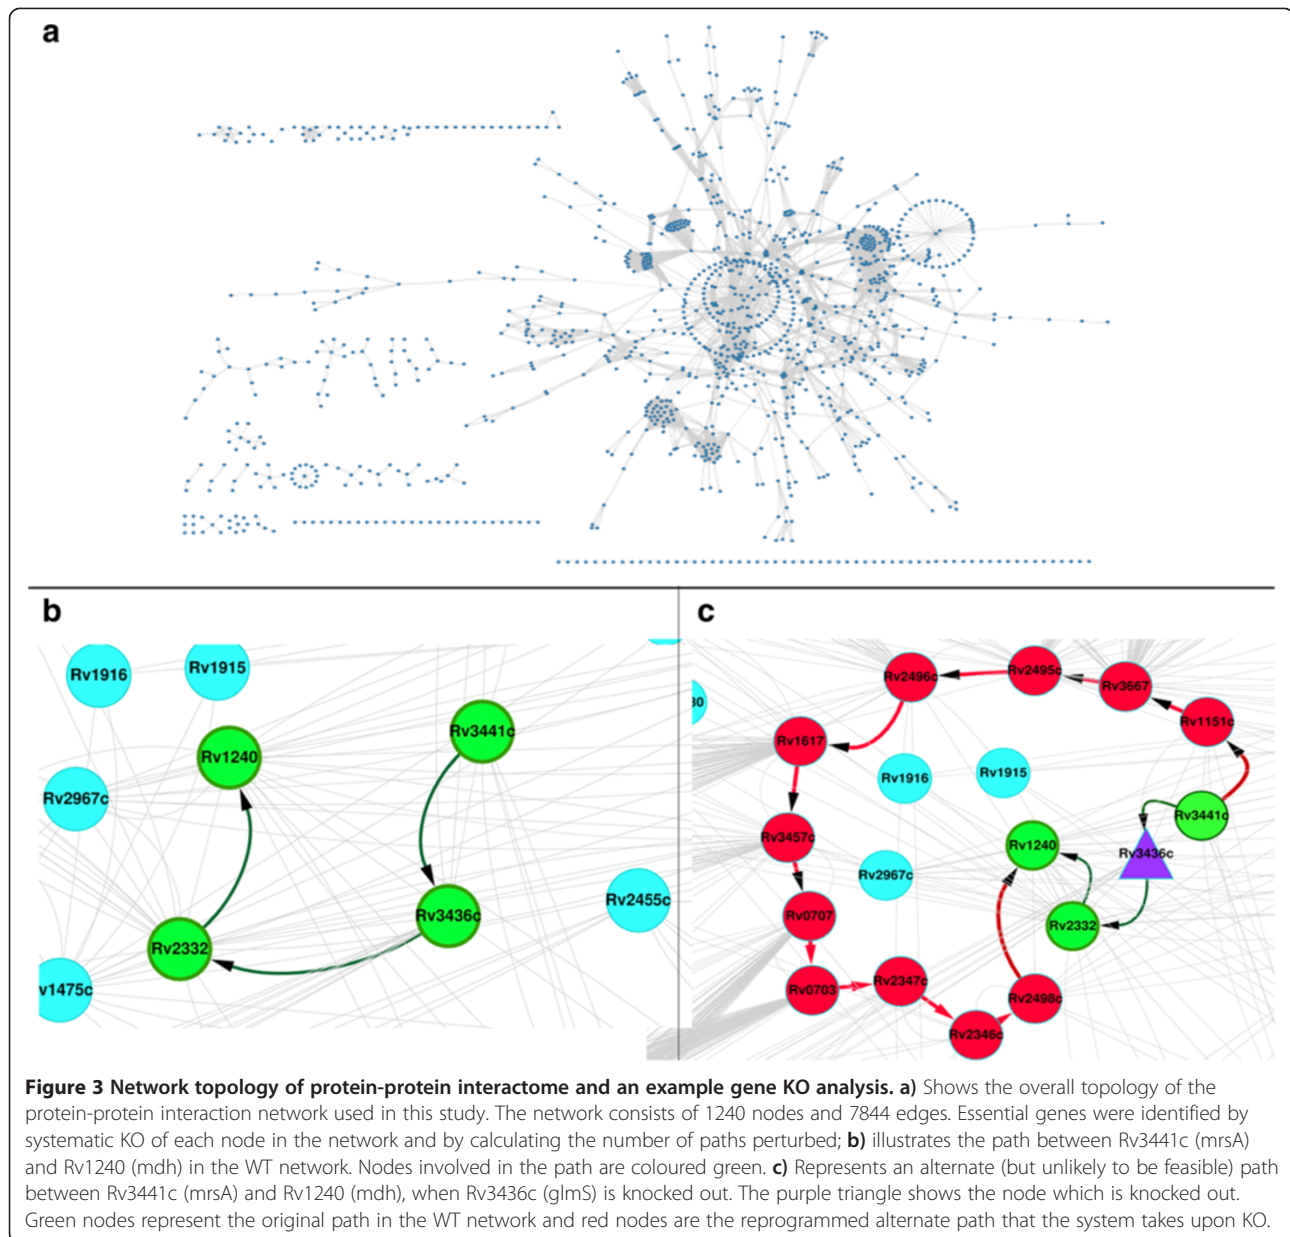 a
b
Rv1916
Rv1915
Rv1240
Rv3441c
Rv2967c
Rv3436c
Rv2455c
Rv2332
v1475c
c
Rv2496c
Rv2495c
Rv3667
30
Rv1151c
Rv1617
Rv1916
Rv1915
Rv3441c
Rv3457c
Rv1240
Rv3436c
Rv2967c
Rv0707
Rv2332
Rv0703
Rv2347c
Rv2498c
Rv2346c
Figure 3 Network topology of protein-protein interactome and an example gene KO analysis. a) Shows the overall topology of the
protein-protein interaction network used in this study. The network consists of 1240 nodes and 7844 edges. Essential genes were identified by
systematic KO of each node in the network and by calculating the number of paths perturbed; b) illustrates the path between Rv3441c (mrsA)
and Rv1240 (mdh) in the WT network. Nodes involved in the path are coloured green. c) Represents an alternate (but unlikely to be feasible) path
between Rv3441c (mrsA) and Rv1240 (mdh), when Rv3436c (glmS) is knocked out. The purple triangle shows the node which is knocked out.
Green nodes represent the original path in the WT network and red nodes are the reprogrammed alternate path that the system takes upon KO.